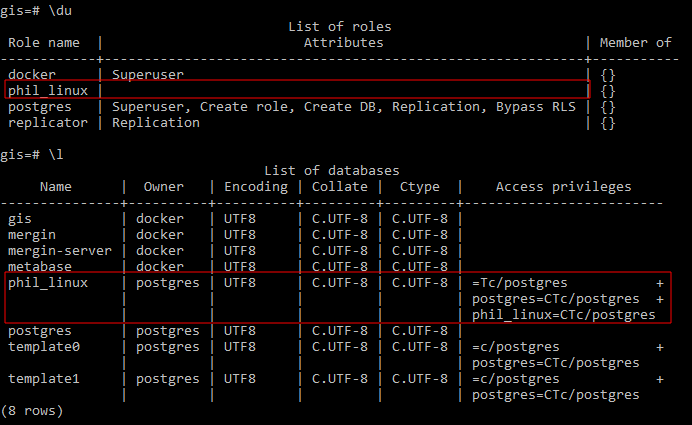 gis=# \du
List of roles
Role name | Attributes | Member of
-----------+------------------------------------------------------------+-----------
docker | Superuser | {}
phil_linux | | {}
postgres | Superuser, Create role, Create DB, Replication, Bypass RLS | {}
replicator | Replication | {}
gis=# \l
List of databases
Name | Owner | Encoding | Collate | Ctype | Access privileges
---------------+----------+----------+---------+---------+-------------------------
gis | docker | UTF8 | C.UTF-8 | C.UTF-8 |
mergin | docker | UTF8 | C.UTF-8 | C.UTF-8 |
mergin-server | docker | UTF8 | C.UTF-8 | C.UTF-8 |
metabase | docker | UTF8 | C.UTF-8 | C.UTF-8 |
phil_linux | postgres | UTF8 | C.UTF-8 | C.UTF-8 | =Tc/postgres +
| | | | | postgres=CTc/postgres +
| | | | | phil_linux=CTc/postgres
postgres | postgres | UTF8 | C.UTF-8 | C.UTF-8 |
template0 | postgres | UTF8 | C.UTF-8 | C.UTF-8 | =c/postgres +
| | | | | postgres=CTc/postgres
template1 | postgres | UTF8 | C.UTF-8 | C.UTF-8 | =c/postgres +
| | | | | postgres=CTc/postgres
(8 rows)